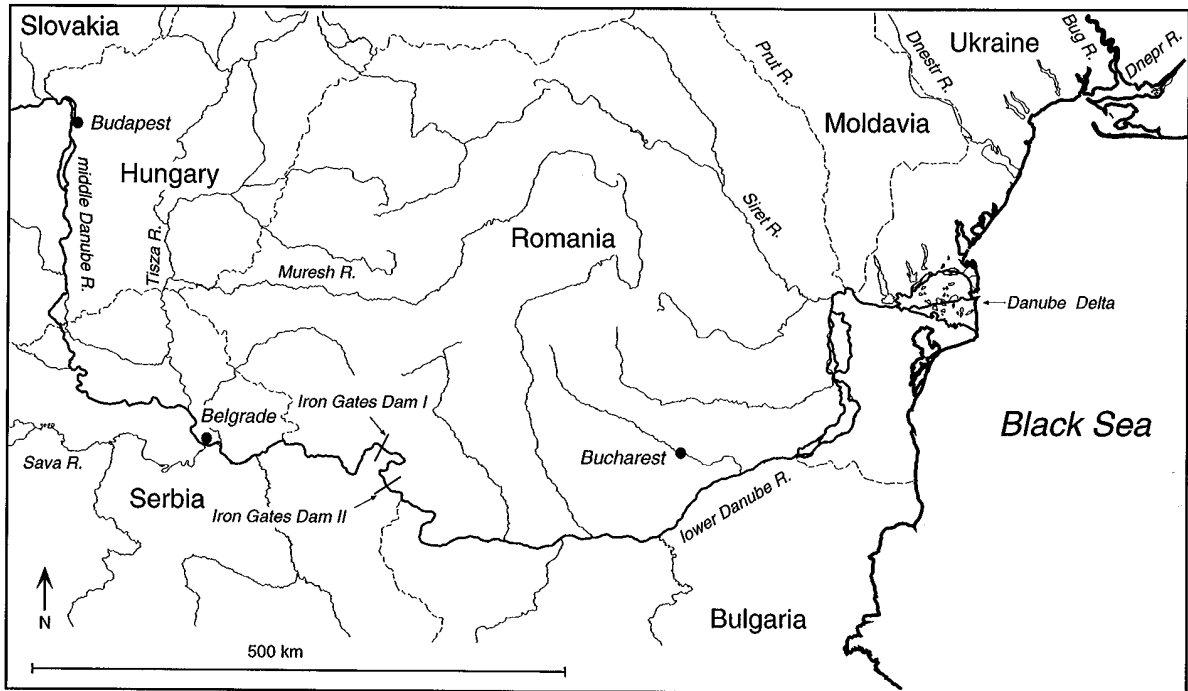 Slovakia
Budapest
middle Danube R.
Hungary
Tisza R.
Muresh R.
Romania
Siret R.
Prut R.
Dnestr R.
Moldavia
Ukraine
Bug R.
Dnepr R.
Danube Delta
Black Sea
Belgrade
Iron Gates Dam I
Sava R.
Serbia
Iron Gates Dam II
Bucharest
lower Danube R.
Bulgaria
N
500 km